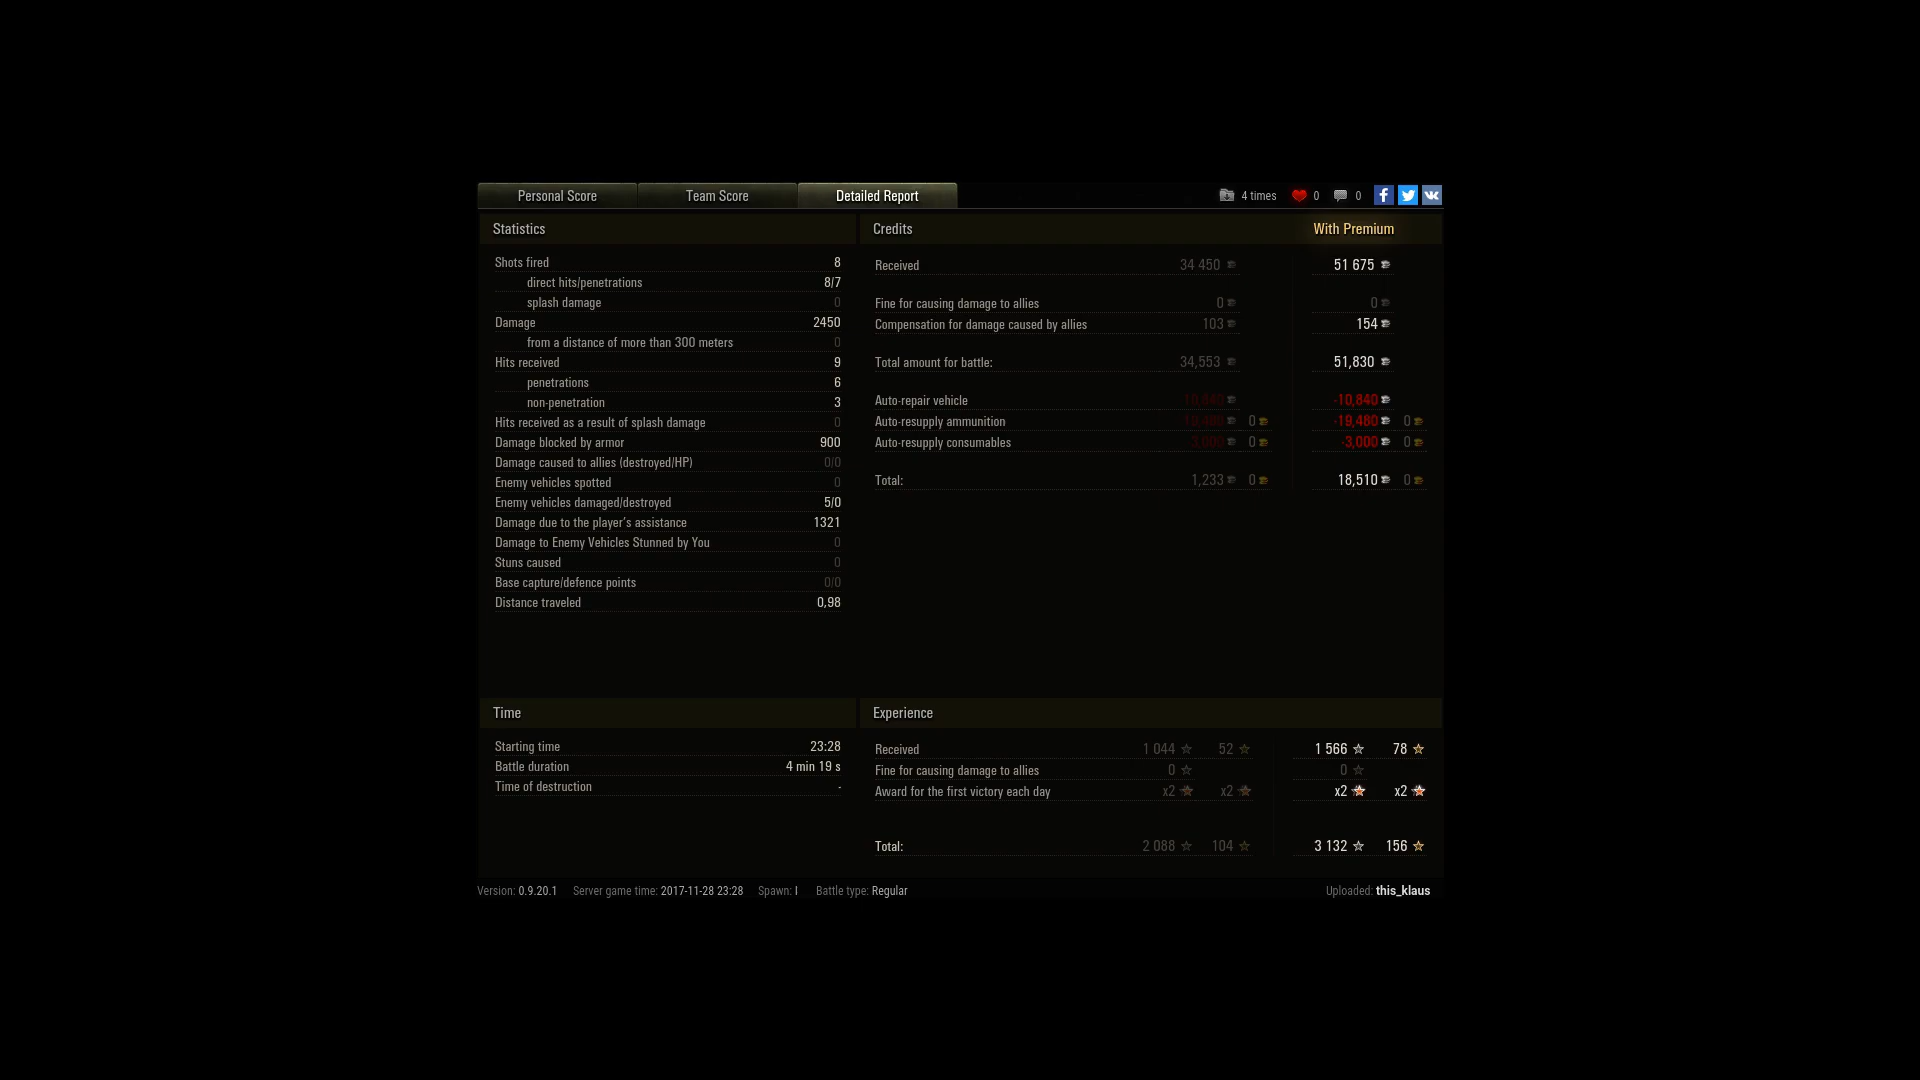 Personal Score Team Score Detailed Report 4 times 0 0
Statistics
Shots fired 8
direct hits/penetrations 8/7
splash damage 0
Damage 2450
from a distance of more than 300 meters 0
Hits received 9
penetrations 6
non-penetration 3
Hits received as a result of splash damage 0
Damage blocked by armor 900
Damage caused to allies (destroyed/HP) 0/0
Enemy vehicles spotted 0
Enemy vehicles damaged/destroyed 5/0
Damage due to the player's assistance 1321
Damage to Enemy Vehicles Stunned by You 0
Stuns caused 0
Base capture/defence points 0/0
Distance traveled 0,98
Credits With Premium
Received 34 450 51 675
Fine for causing damage to allies 0 0
Compensation for damage caused by allies 103 154
Total amount for battle: 34,553 51,830
Auto-repair vehicle -10,840 -10,840
Auto-resupply ammunition -19,480 0 -19,480 0
Auto-resupply consumables -3,000 0 -3,000 0
Total: 1,233 0 18,510 0
Time
Starting time 23:28
Battle duration 4 min 19 s
Time of destruction -
Experience
Received 1 044 52 1 566 78
Fine for causing damage to allies 0 0
Award for the first victory each day x2 x2 x2 x2
Total: 2 088 104 3 132 156
Version: 0.9.20.1 Server game time: 2017-11-28 23:28 Spawn: I Battle type: Regular Uploaded: this_klaus